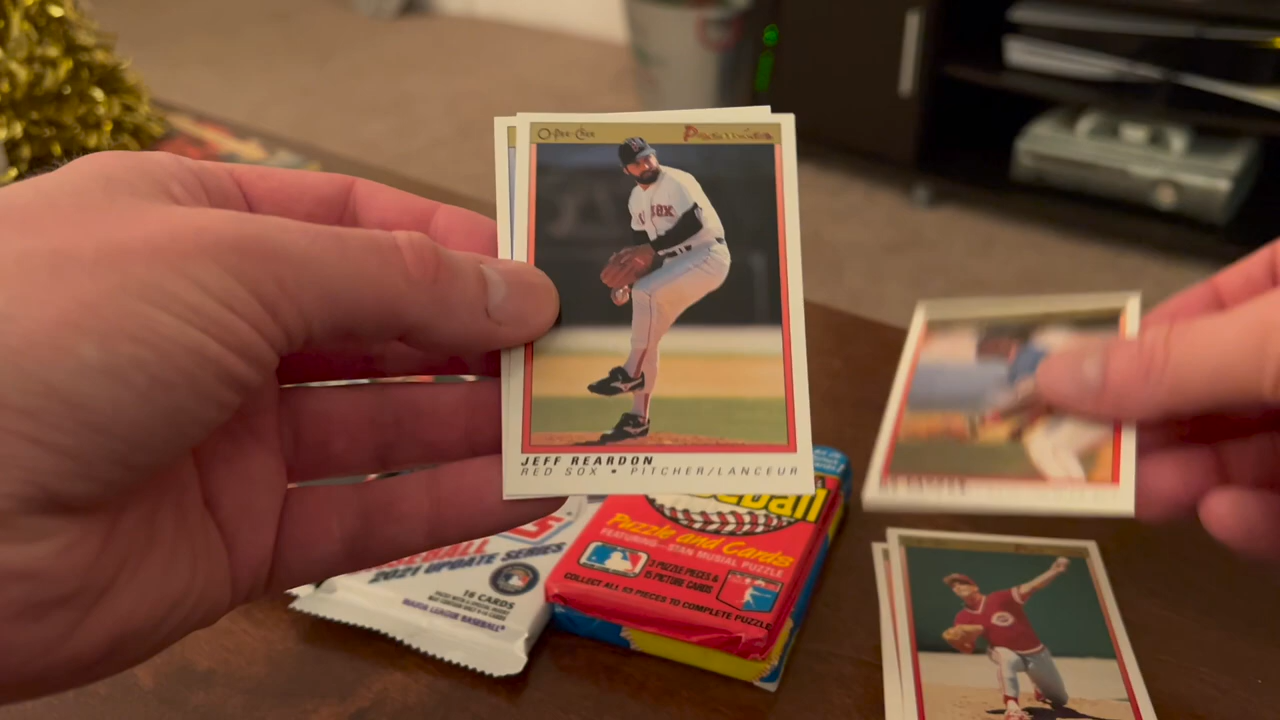 O-Pee-Chee Premier
SOX
JEFF REARDON
RED SOX • PITCHER/LANCEUR
Puzzle and Cards
FEATURING—STAN MUSIAL PUZZLE
3 PUZZLE PIECES &
15 PICTURE CARDS
COLLECT ALL 63 PIECES TO COMPLETE PUZZLE
BASEBALL
2021 UPDATE SERIES
16 CARDS
MAJOR LEAGUE BASEBALL